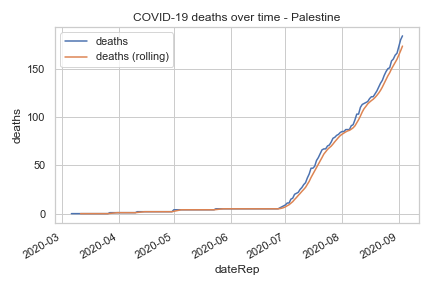 COVID-19 deaths over time - Palestine
deaths
deaths (rolling)
150
100
50
0
deaths
2020-03
2020-04
2020-05
2020-06
2020-07
2020-08
2020-09
dateRep